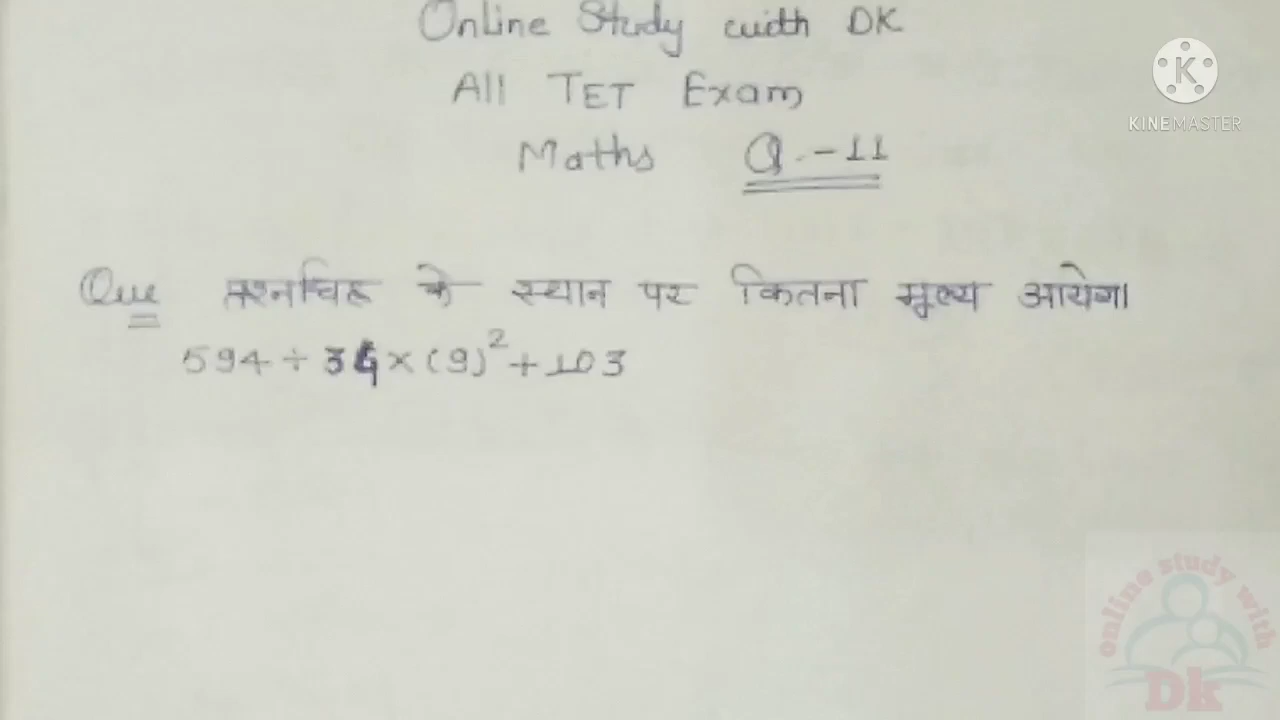 Online Study with DK
All TET Exam
Maths Q.-11
Que प्रश्नचिह्न के स्थान पर कितना मूल्य आयेगा
594 ÷ 34 × (9)² + 103
K
KINEMASTER
online study with
Dk